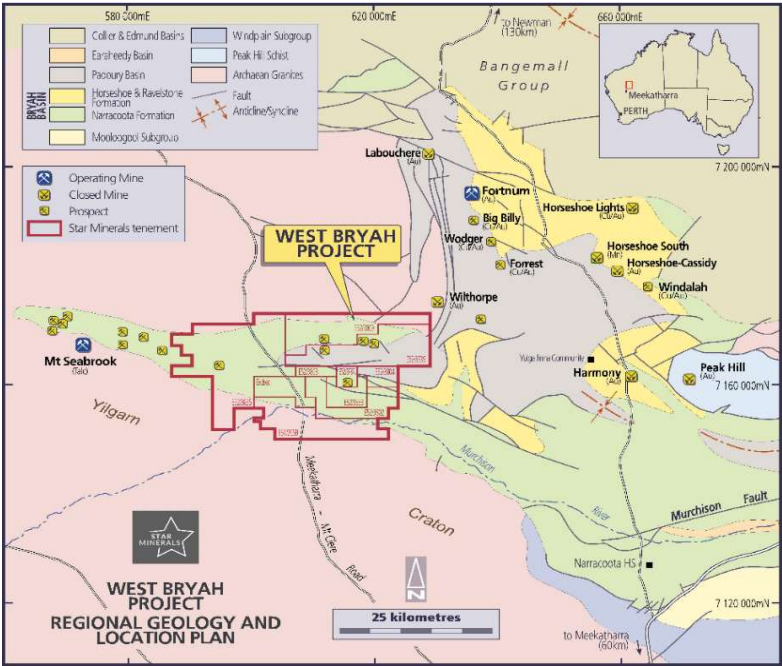 580 000mE
620 000mE
660 000mE
to Newman
(130km)
Collier & Edmund Basins
Earaheedy Basin
Padbury Basin
BRYAH
BASIN
Horseshoe & Ravelstone
Formation
Narracoota Formation
Mooloogool Subgroup
Windplain Subgroup
Peak Hill Schist
Archaean Granites
Fault
Anticline/Syncline
Bangemall
Group
Meekatharra
PERTH
7 200 000mN
Operating Mine
Closed Mine
Prospect
Star Minerals tenement
Labouchere
(Au)
Fortnum
(Au)
Big Billy
(Cu/Au)
Wodger
(Cu/Au)
Forrest
(Cu/Au)
Horseshoe Lights
(Cu/Au)
Horseshoe South
(Mn)
Horseshoe-Cassidy
(Au)
Windalah
(Cu/Au)
WEST BRYAH
PROJECT
Wilthorpe
(Au)
Mt Seabrook
(Talc)
Harmony
(Au)
Peak Hill
(Au)
7 160 000mN
Yilgarn
Craton
Murchison
River
Murchison Fault
Meekatharra – Mt Clere Road
Narracoota HS
STAR
MINERALS
WEST BRYAH
PROJECT
REGIONAL GEOLOGY AND
LOCATION PLAN
N
25 kilometres
7 120 000mN
to Meekatharra
(60km)